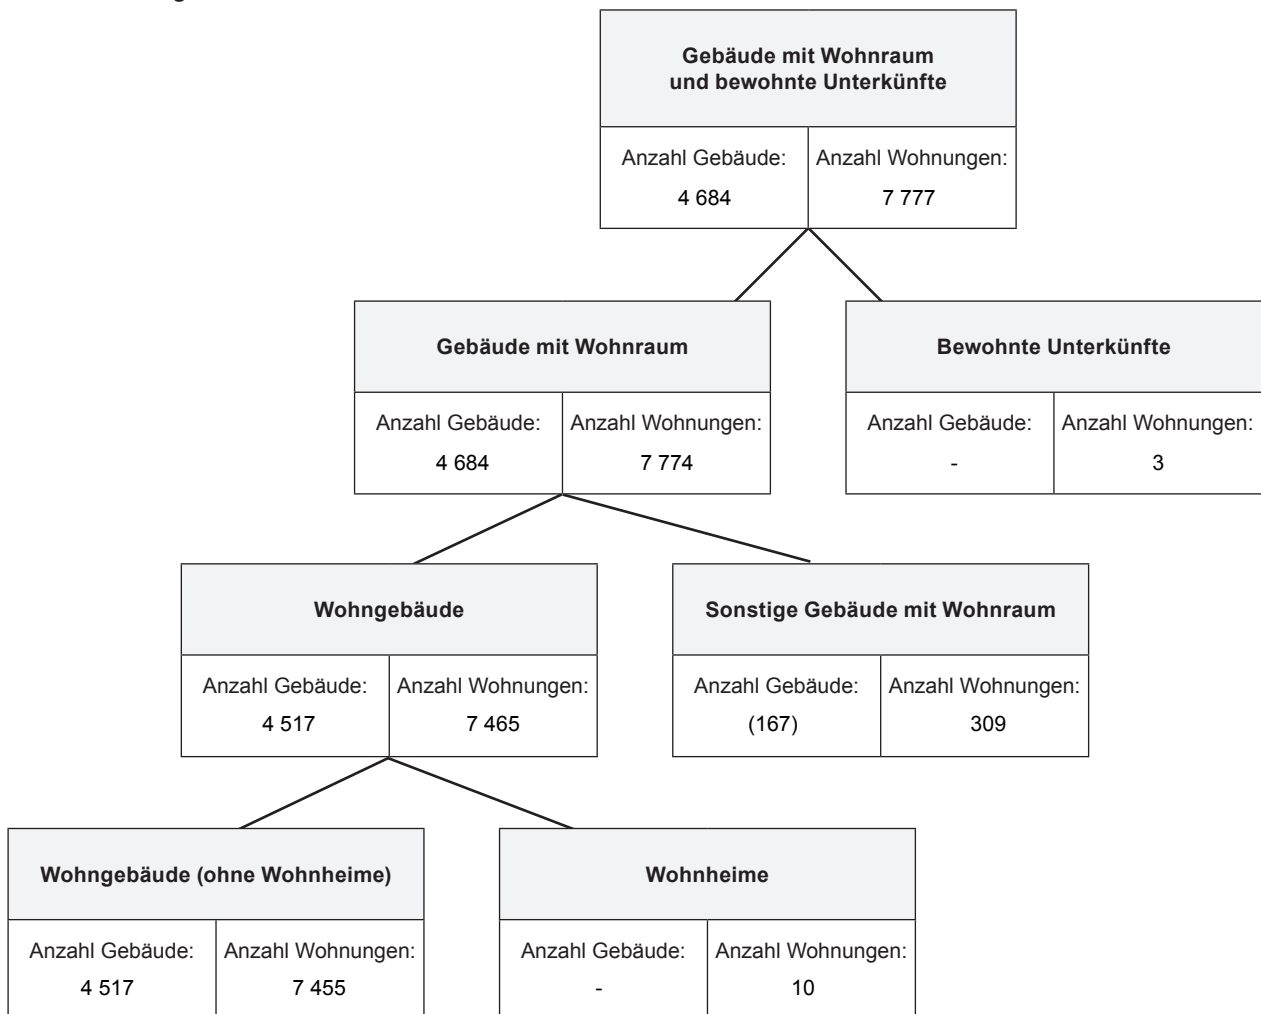 Gebäude mit Wohnraum
und bewohnte Unterkünfte
Anzahl Gebäude: Anzahl Wohnungen:
4 684 7 777
Gebäude mit Wohnraum
Anzahl Gebäude: Anzahl Wohnungen:
4 684 7 774
Bewohnte Unterkünfte
Anzahl Gebäude: Anzahl Wohnungen:
- 3
Wohngebäude
Anzahl Gebäude: Anzahl Wohnungen:
4 517 7 465
Sonstige Gebäude mit Wohnraum
Anzahl Gebäude: Anzahl Wohnungen:
(167) 309
Wohngebäude (ohne Wohnheime)
Anzahl Gebäude: Anzahl Wohnungen:
4 517 7 455
Wohnheime
Anzahl Gebäude: Anzahl Wohnungen:
- 10